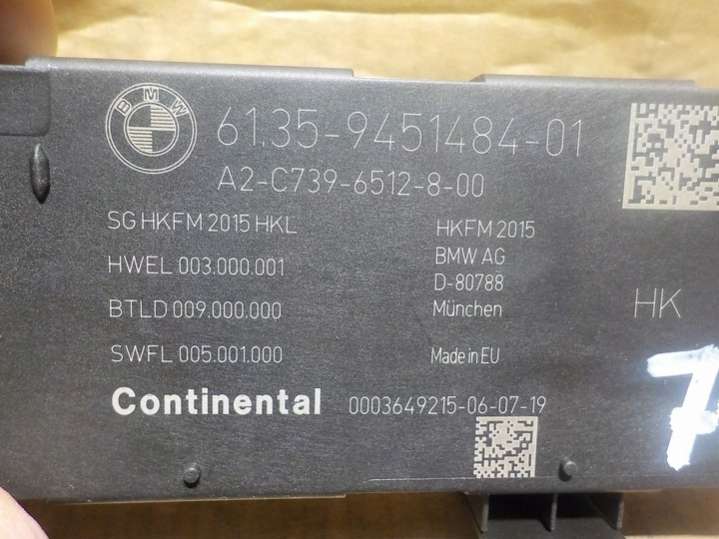 BMW
61.35-9451484-01
A2-C739-6512-8-00
SG HKFM 2015 HKL
HWEL 003.000.001
BTLD 009.000.000
SWFL 005.001.000
HKFM 2015
BMW AG
D-80788
München
Made in EU
HK
Continental
0003649215-06-07-19
7